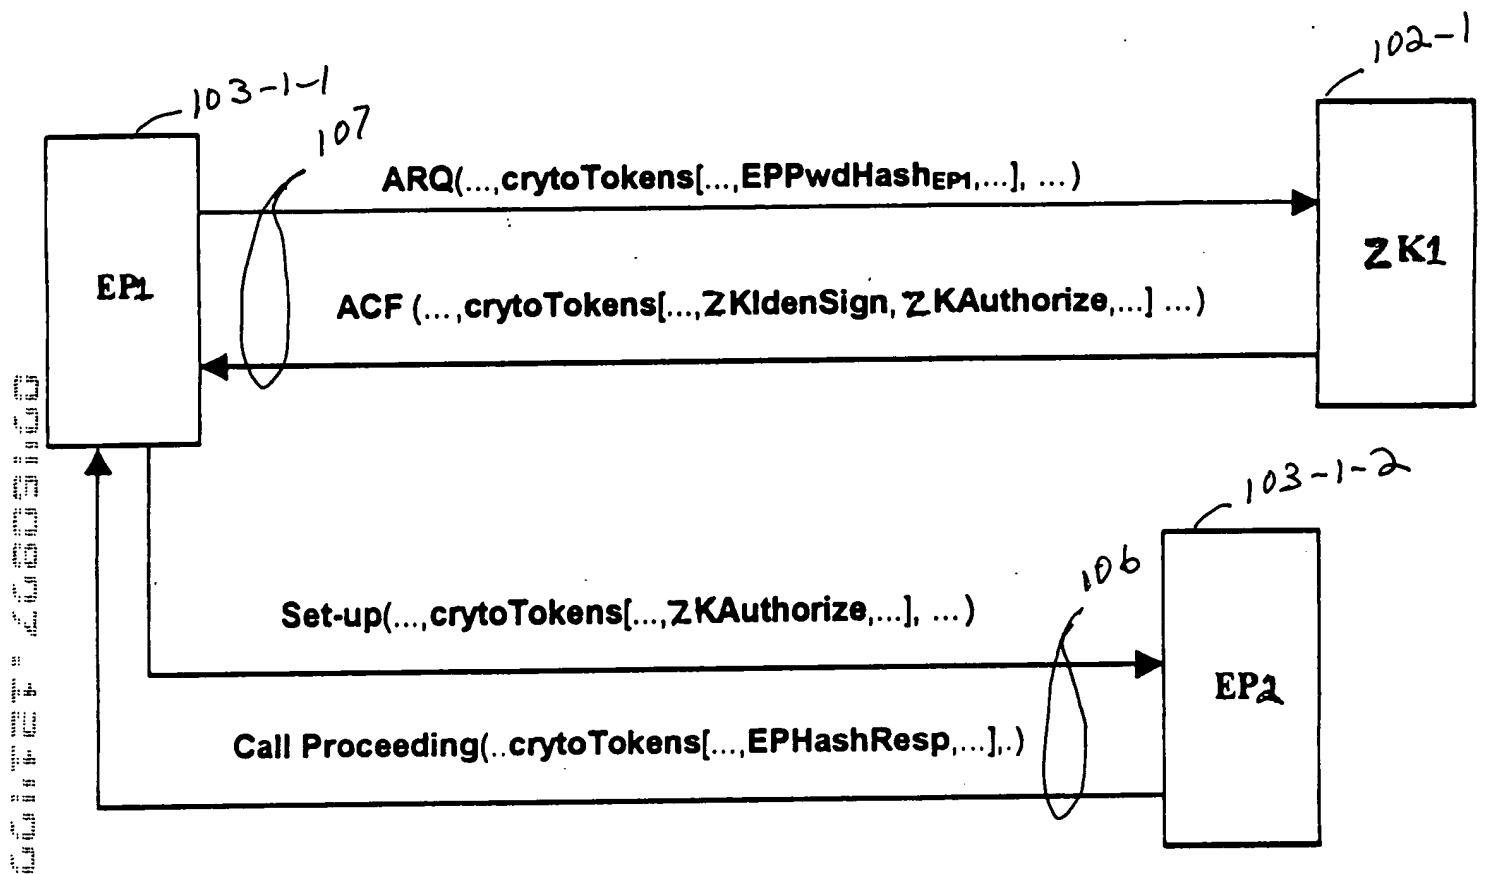 102-1
103-1-1
107
ARQ(...,crytoTokens[...,EPPwdHashEP1,...], ...)
EP1
ZK1
ACF (...,crytoTokens[...,ZKIdenSign,ZKAuthorize,...] ...)
103-1-2
106
Set-up(...,crytoTokens[...,ZKAuthorize,...], ...)
EP2
Call Proceeding(..crytoTokens[...,EPHashResp,...],.)